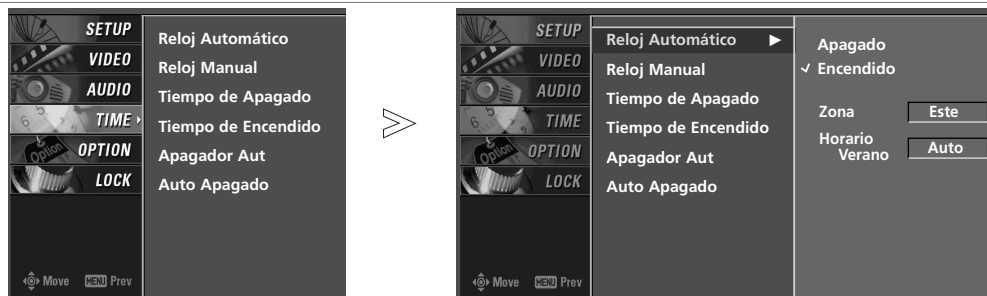 SETUP
VIDEO
AUDIO
TIME
OPTION
LOCK
Reloj Automático
Reloj Manual
Tiempo de Apagado
Tiempo de Encendido
Apagador Aut
Auto Apagado
Move MENU Prev
SETUP
VIDEO
AUDIO
TIME
OPTION
LOCK
Reloj Automático
Reloj Manual
Tiempo de Apagado
Tiempo de Encendido
Apagador Aut
Auto Apagado
Apagado
Encendido
Zona Este
Horario
Verano Auto
Move MENU Prev